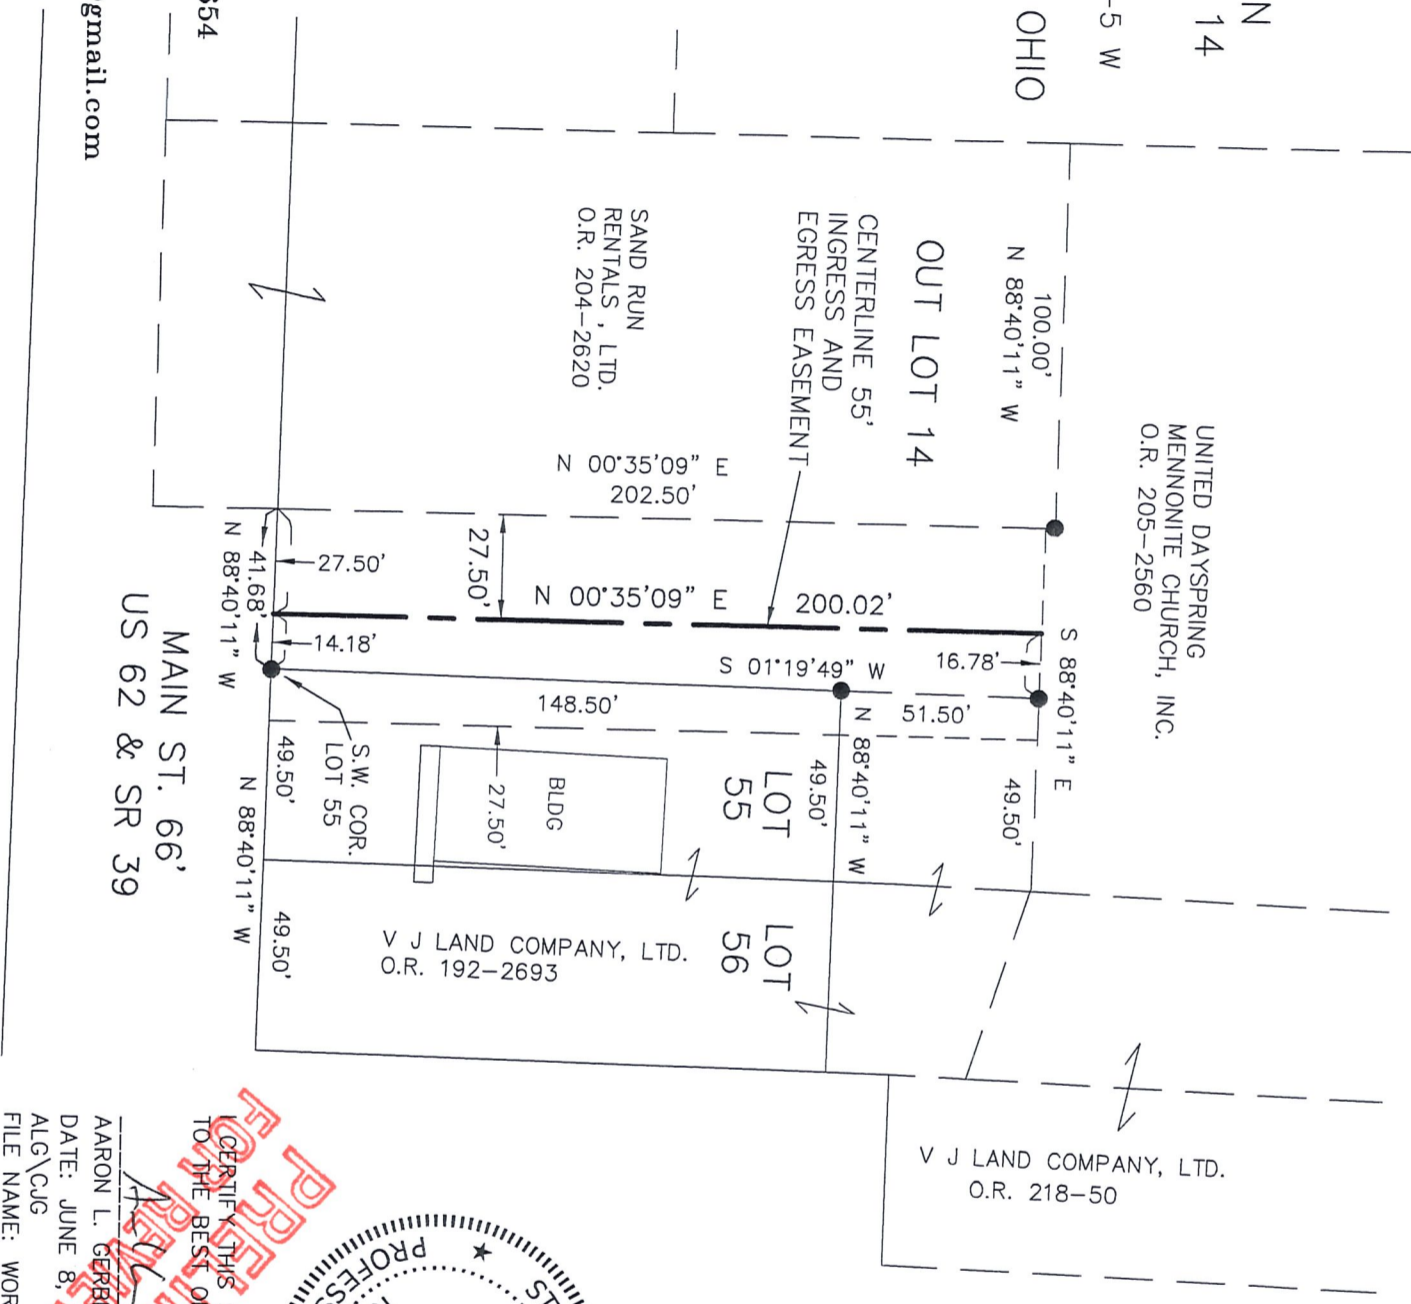 N
14
-5 W
OHIO
654
gmail.com
UNITED DAYSPRING
MENNONITE CHURCH, INC.
O.R. 205-2560
100.00'
N 88°40'11" W
OUT LOT 14
CENTERLINE 55'
INGRESS AND
EGRESS EASEMENT
SAND RUN
RENTALS , LTD.
O.R. 204-2620
N 00°35'09" E
202.50'
27.50'
N 00°35'09" E 200.02'
S 88°40'11" E
16.78'
S 01°19'49" W
148.50'
51.50'
27.50'
14.18'
41.68'
N 88°40'11" W
N 88°40'11" W
49.50'
49.50'
S.W. COR.
LOT 55
49.50'
N 88°40'11" W
49.50'
BLDG
27.50'
LOT
55
LOT
56
V J LAND COMPANY, LTD.
O.R. 192-2693
V J LAND COMPANY, LTD.
O.R. 218-50
MAIN ST. 66'
US 62 & SR 39
I CERTIFY THIS
TO THE BEST
AARON L.
DATE: JUNE 8,
ALG\CJG
FILE NAME:
FOR
PROFES